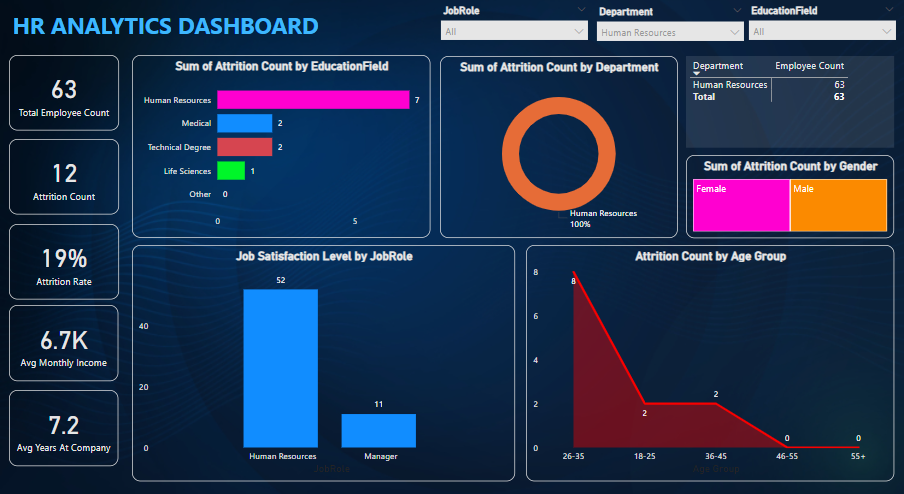 HR ANALYTICS DASHBOARD
JobRole
All
Department
Human Resources
EducationField
All
63
Total Employee Count
12
Attrition Count
19%
Attrition Rate
6.7K
Avg Monthly Income
7.2
Avg Years At Company
Sum of Attrition Count by EducationField
Human Resources 7
Medical 2
Technical Degree 2
Life Sciences 1
Other 0
0 5
Sum of Attrition Count by Department
Human Resources
100%
Department Employee Count
Human Resources 63
Total 63
Sum of Attrition Count by Gender
Female Male
Job Satisfaction Level by JobRole
52
11
40
20
0
Human Resources Manager
JobRole
Attrition Count by Age Group
8
6
4
2
0
8
2
2
0
0
26-35 18-25 36-45 46-55 55+
Age Group